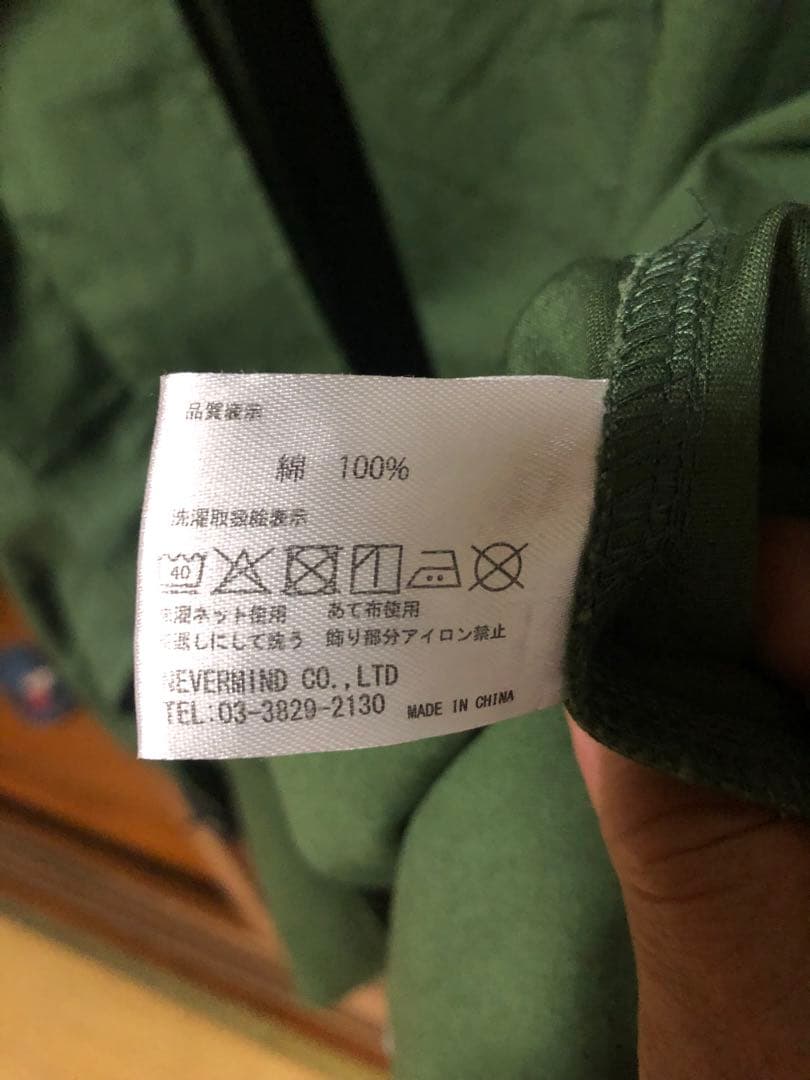 品質表示
綿 100%
洗濯取扱絵表示
40
洗濯ネット使用 あて布使用
裏返しにして洗う 飾り部分アイロン禁止
NEVERMIND CO.,LTD
TEL:03-3829-2130 MADE IN CHINA